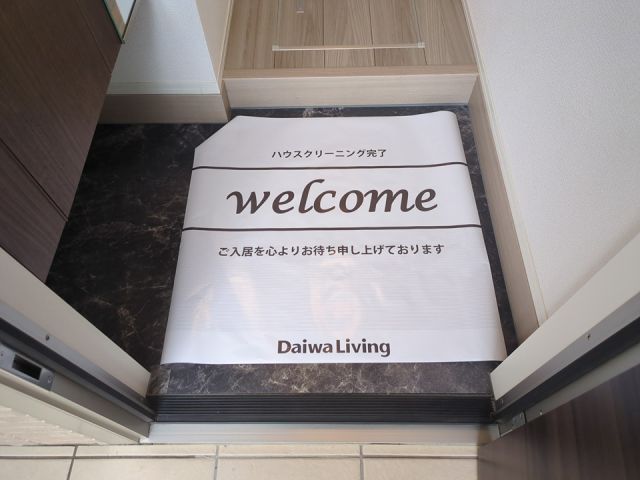 ハウスクリーニング完了
welcome
ご入居を心よりお待ち申し上げております
Daiwa Living